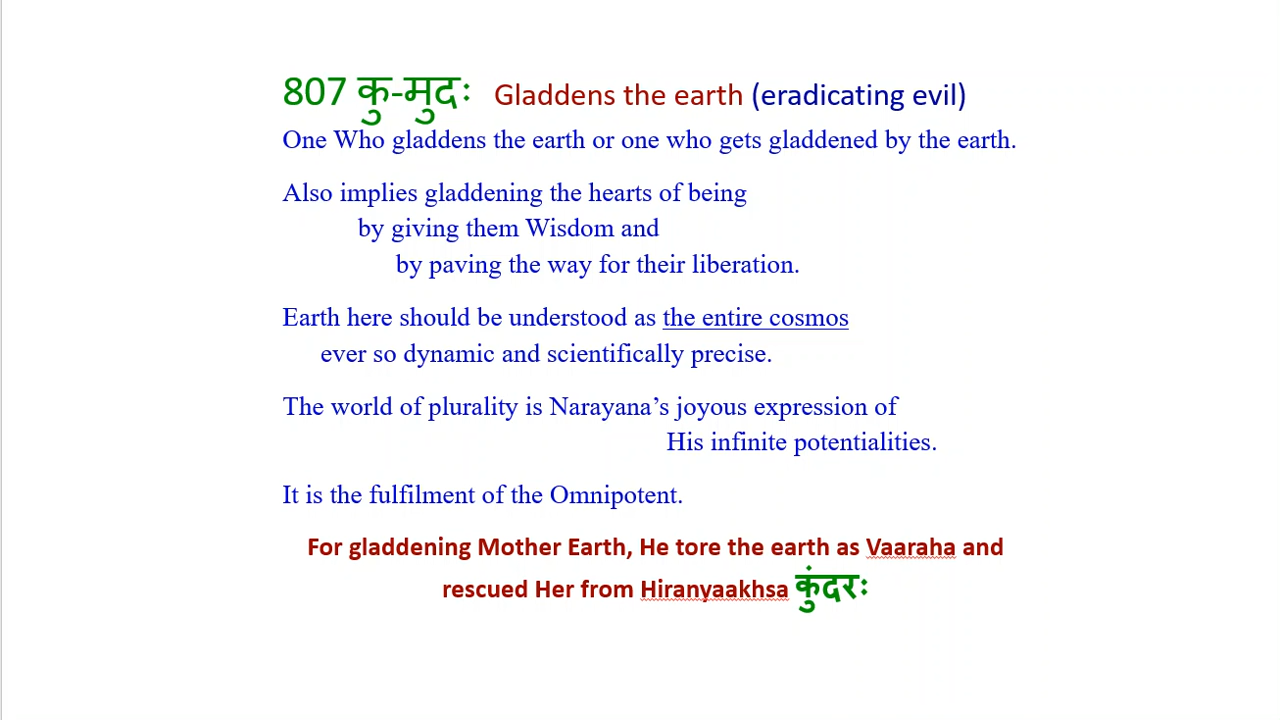 807 कु-मुदः Gladdens the earth (eradicating evil)
One Who gladdens the earth or one who gets gladdened by the earth.
Also implies gladdening the hearts of being
by giving them Wisdom and
by paving the way for their liberation.
Earth here should be understood as the entire cosmos
ever so dynamic and scientifically precise.
The world of plurality is Narayana’s joyous expression of
His infinite potentialities.
It is the fulfilment of the Omnipotent.
For gladdening Mother Earth, He tore the earth as Vaaraha and
rescued Her from Hiranyaakhsa कुंदरः